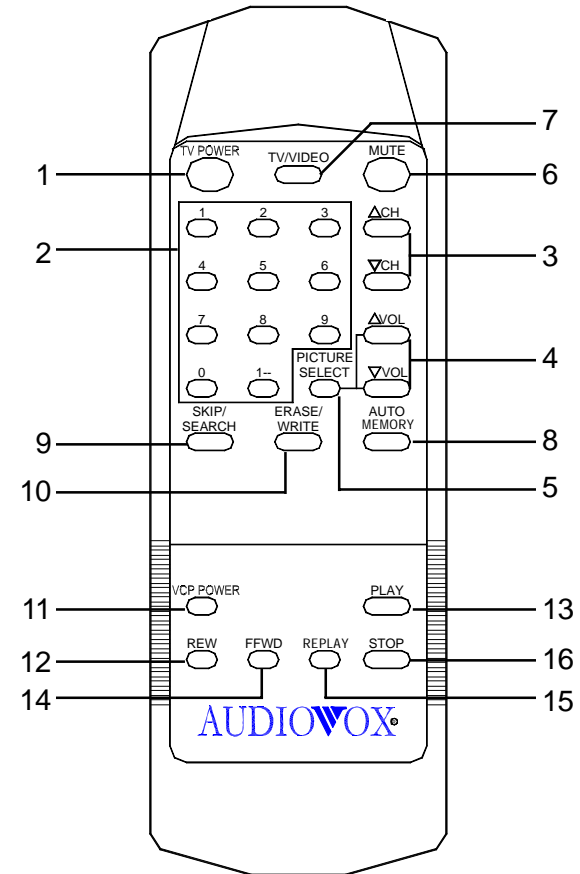 7
TV POWER TV/VIDEO MUTE
1 6
1 2 3 △CH
2 3
4 5 6 ▽CH
7 8 9 △VOL
4
PICTURE
0 1-- SELECT ▽VOL
SKIP/ ERASE/ AUTO
SEARCH WRITE MEMORY
9 8
10 5
VCP POWER PLAY
11 13
REW FFWD REPLAY STOP
12 16
14 15
AUDIOVOX